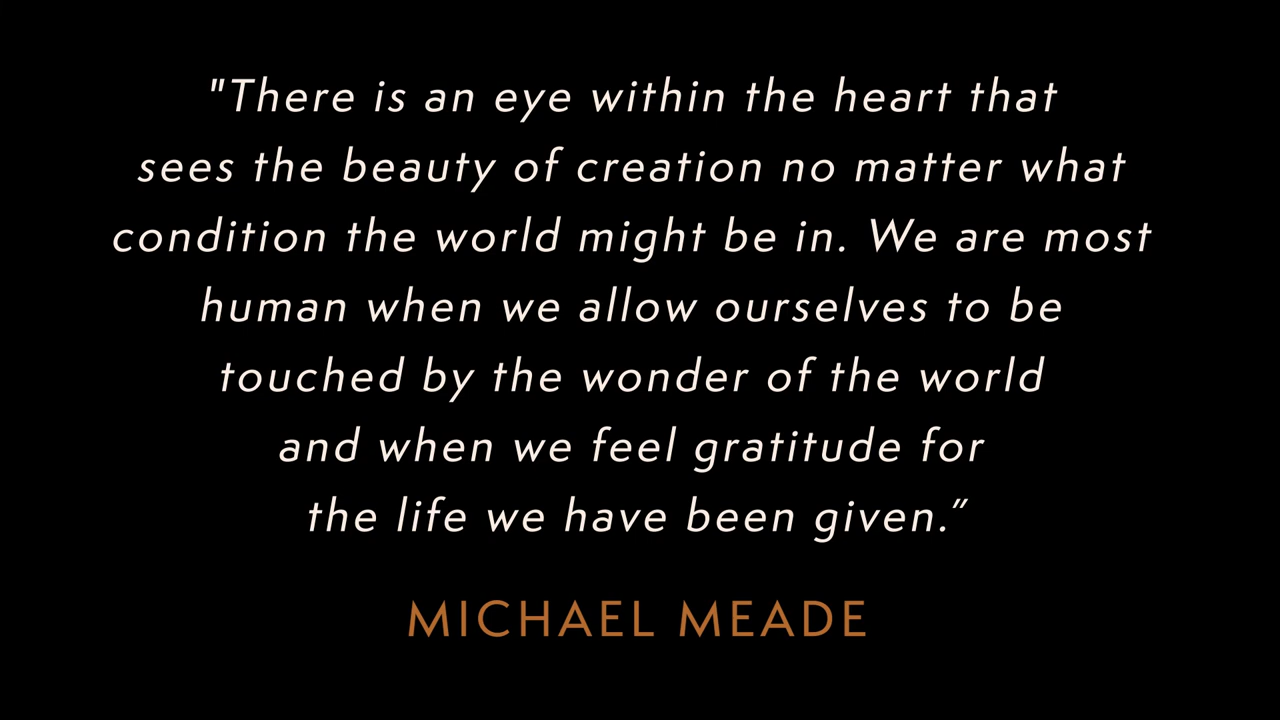 "There is an eye within the heart that
sees the beauty of creation no matter what
condition the world might be in. We are most
human when we allow ourselves to be
touched by the wonder of the world
and when we feel gratitude for
the life we have been given.”
MICHAEL MEADE